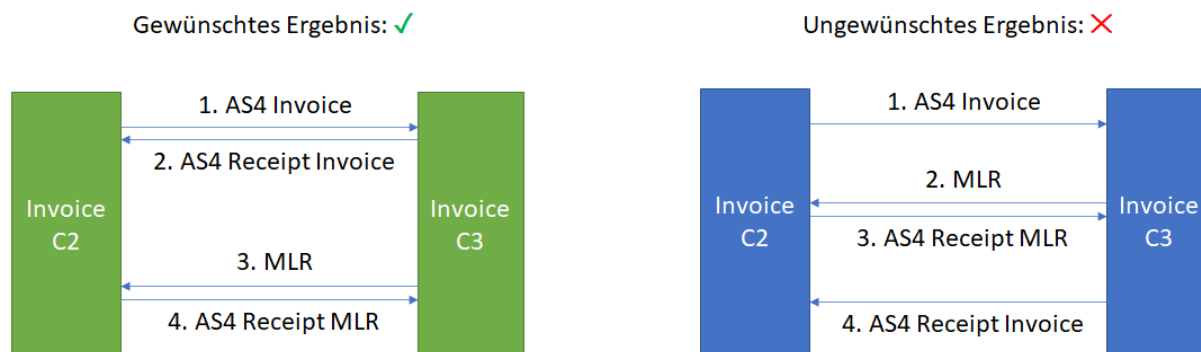 Gewünschtes Ergebnis: ✓
1. AS4 Invoice
2. AS4 Receipt Invoice
Invoice
C2
Invoice
C3
3. MLR
4. AS4 Receipt MLR
Ungewünschtes Ergebnis: ✕
1. AS4 Invoice
2. MLR
Invoice
C2
Invoice
C3
3. AS4 Receipt MLR
4. AS4 Receipt Invoice